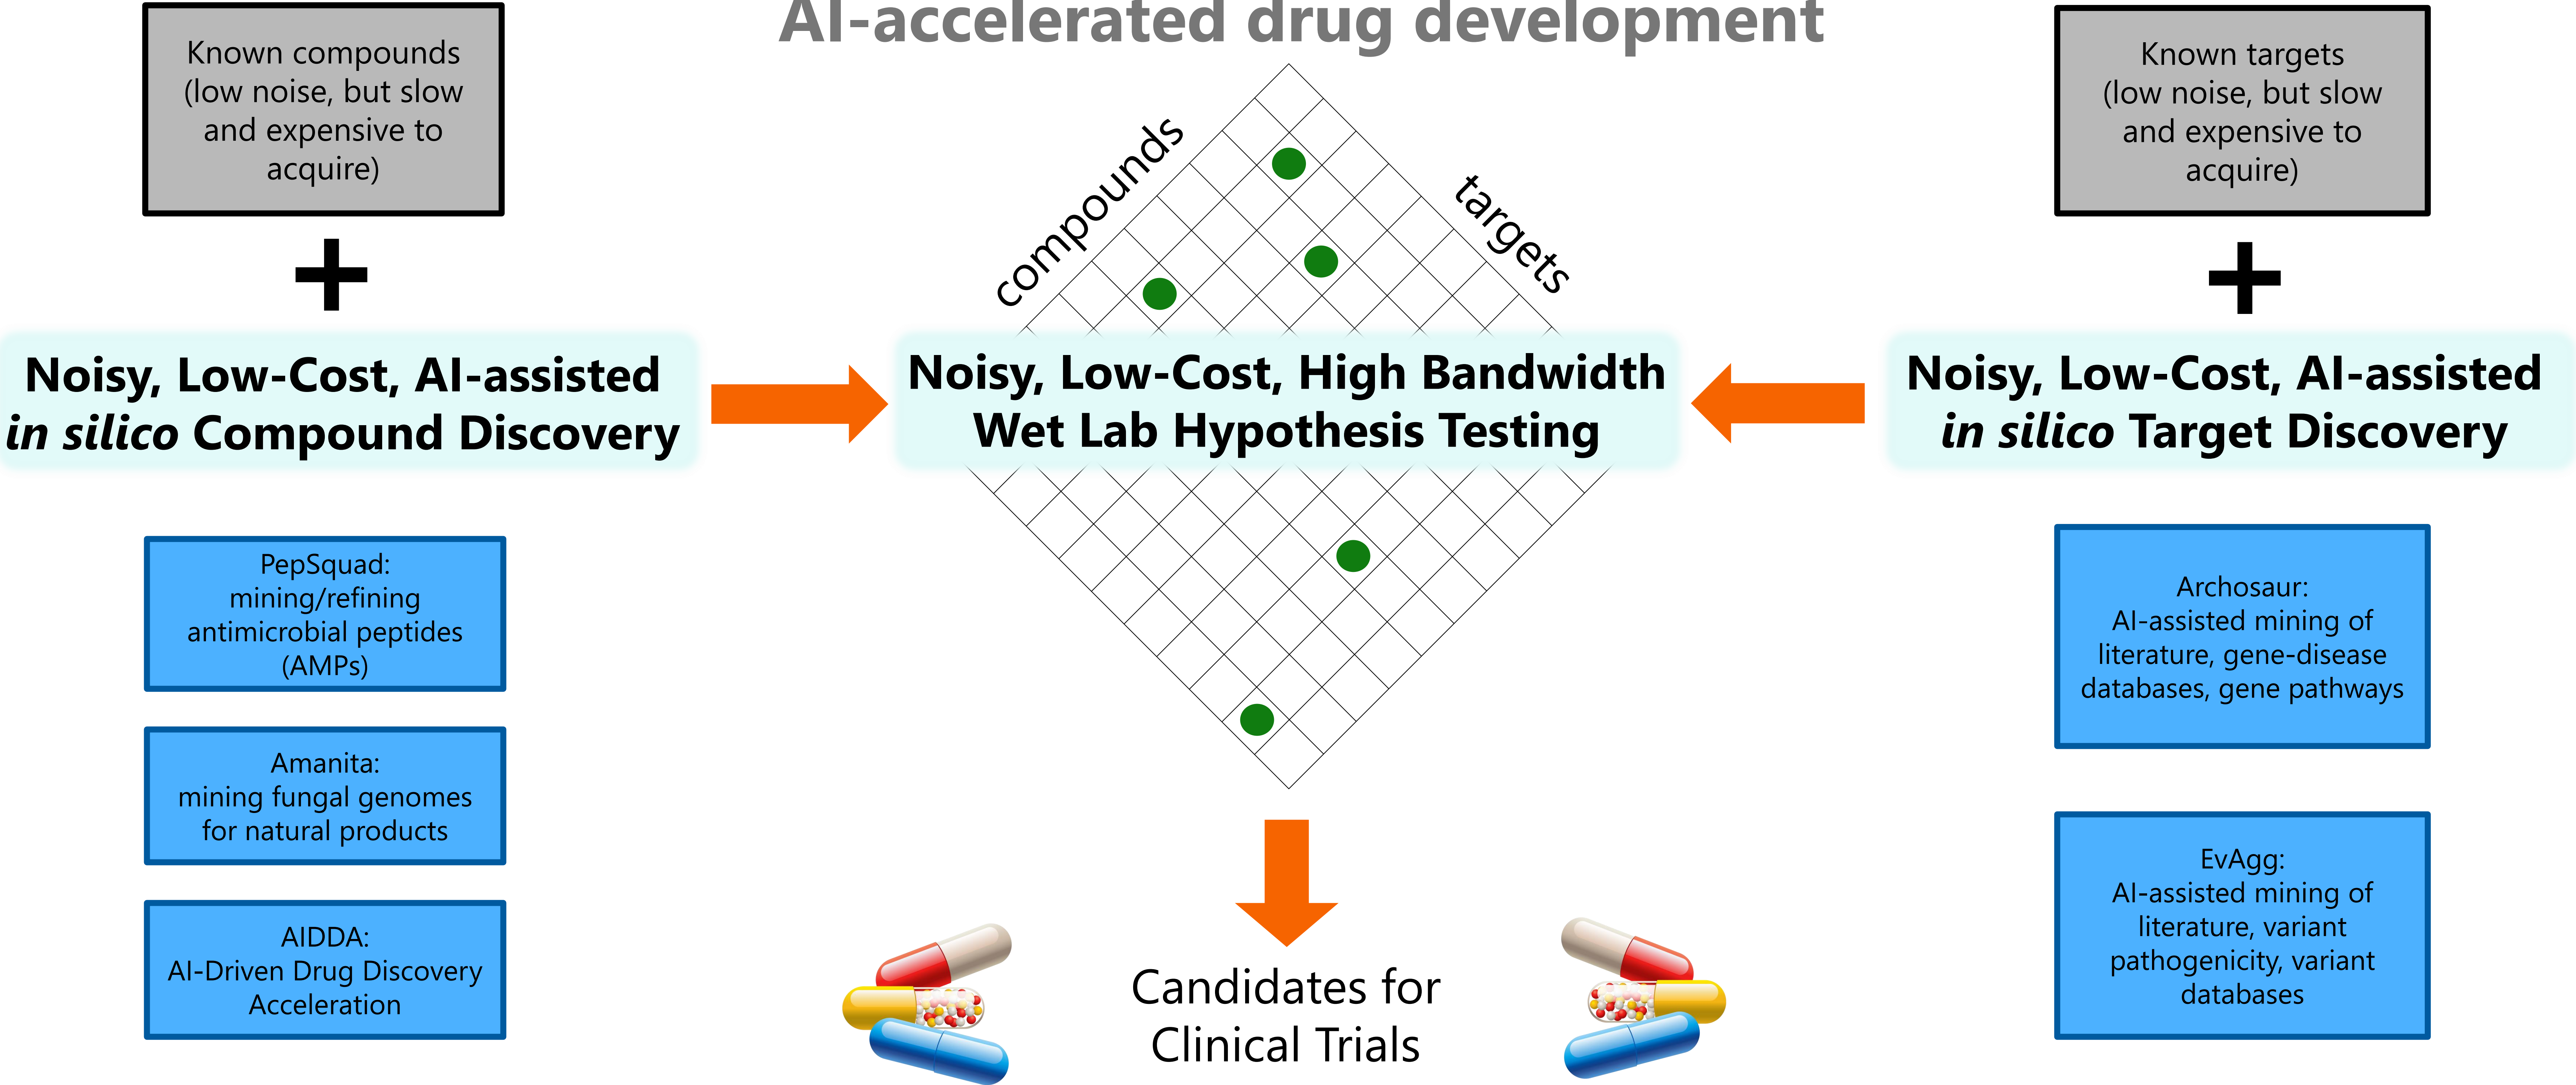 AI-accelerated drug development
Known compounds
(low noise, but slow
and expensive to
acquire)
+
Noisy, Low-Cost, AI-assisted
in silico Compound Discovery
PepSquad:
mining/refining
antimicrobial peptides
(AMPs)
Amanita:
mining fungal genomes
for natural products
AIDDA:
AI-Driven Drug Discovery
Acceleration
compounds
targets
Noisy, Low-Cost, High Bandwidth
Wet Lab Hypothesis Testing
Candidates for
Clinical Trials
Known targets
(low noise, but slow
and expensive to
acquire)
+
Noisy, Low-Cost, AI-assisted
in silico Target Discovery
Archosaur:
AI-assisted mining of
literature, gene-disease
databases, gene pathways
EvAgg:
AI-assisted mining of
literature, variant
pathogenicity, variant
databases